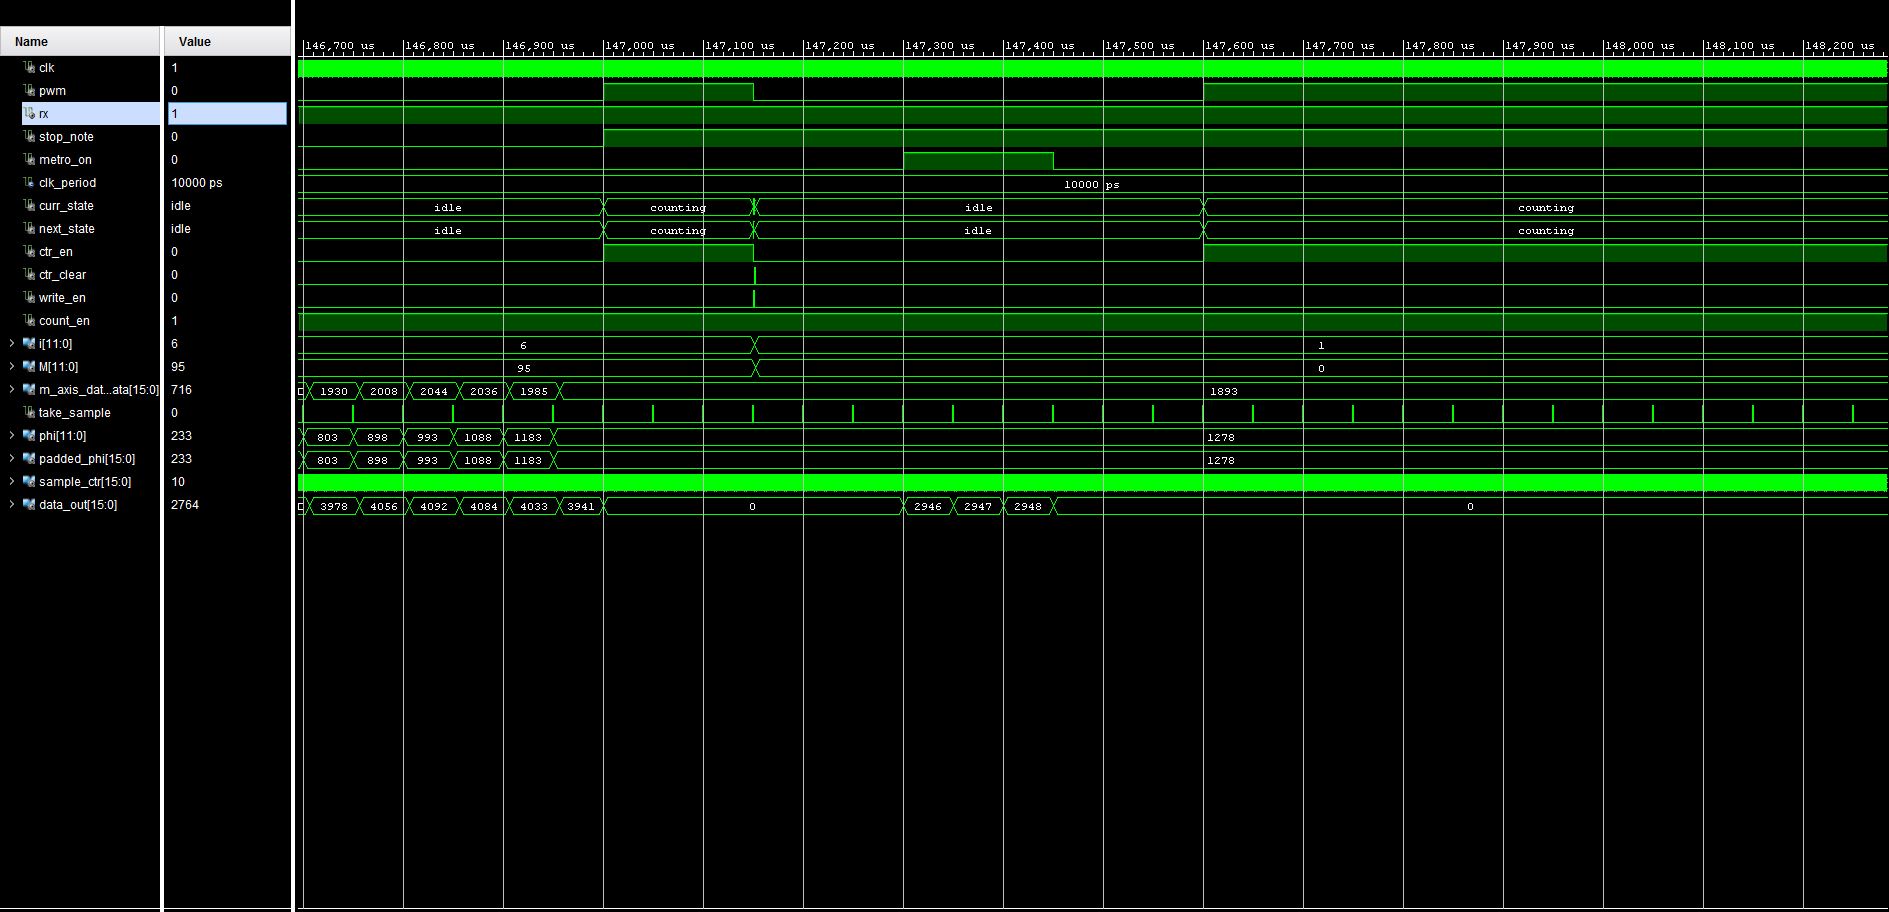 Name Value
146,700 us 146,800 us 146,900 us 147,000 us 147,100 us 147,200 us 147,300 us 147,400 us 147,500 us 147,600 us 147,700 us 147,800 us 147,900 us 148,000 us 148,100 us 148,200 us
clk 1
pwm 0
rx 1
stop_note 0
metro_on 0
clk_period 10000 ps 10000 ps
curr_state idle idle counting idle counting
next_state idle idle counting idle counting
ctr_en 0
ctr_clear 0
write_en 0
count_en 1
i[11:0] 6 6 1
M[11:0] 95 95 0
m_axis_dat...ata[15:0] 716 1930 2008 2044 2036 1985 1893
take_sample 0
phi[11:0] 233 803 898 993 1088 1183 1278
padded_phi[15:0] 233 803 898 993 1088 1183 1278
sample_ctr[15:0] 10
data_out[15:0] 2764 3978 4056 4092 4084 4033 3941 0 2946 2947 2948 0